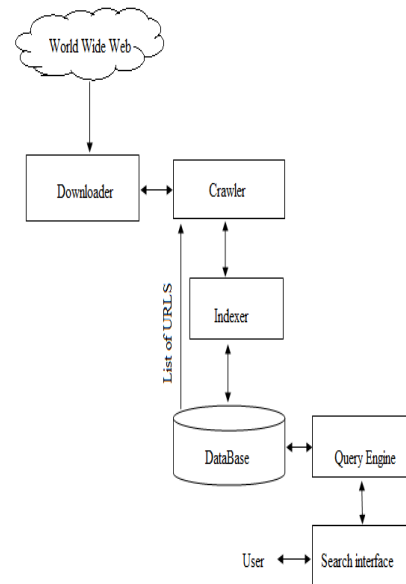 World Wide Web
Downloader
Crawler
List of URLS
Indexer
DataBase
Query Engine
User
Search interface